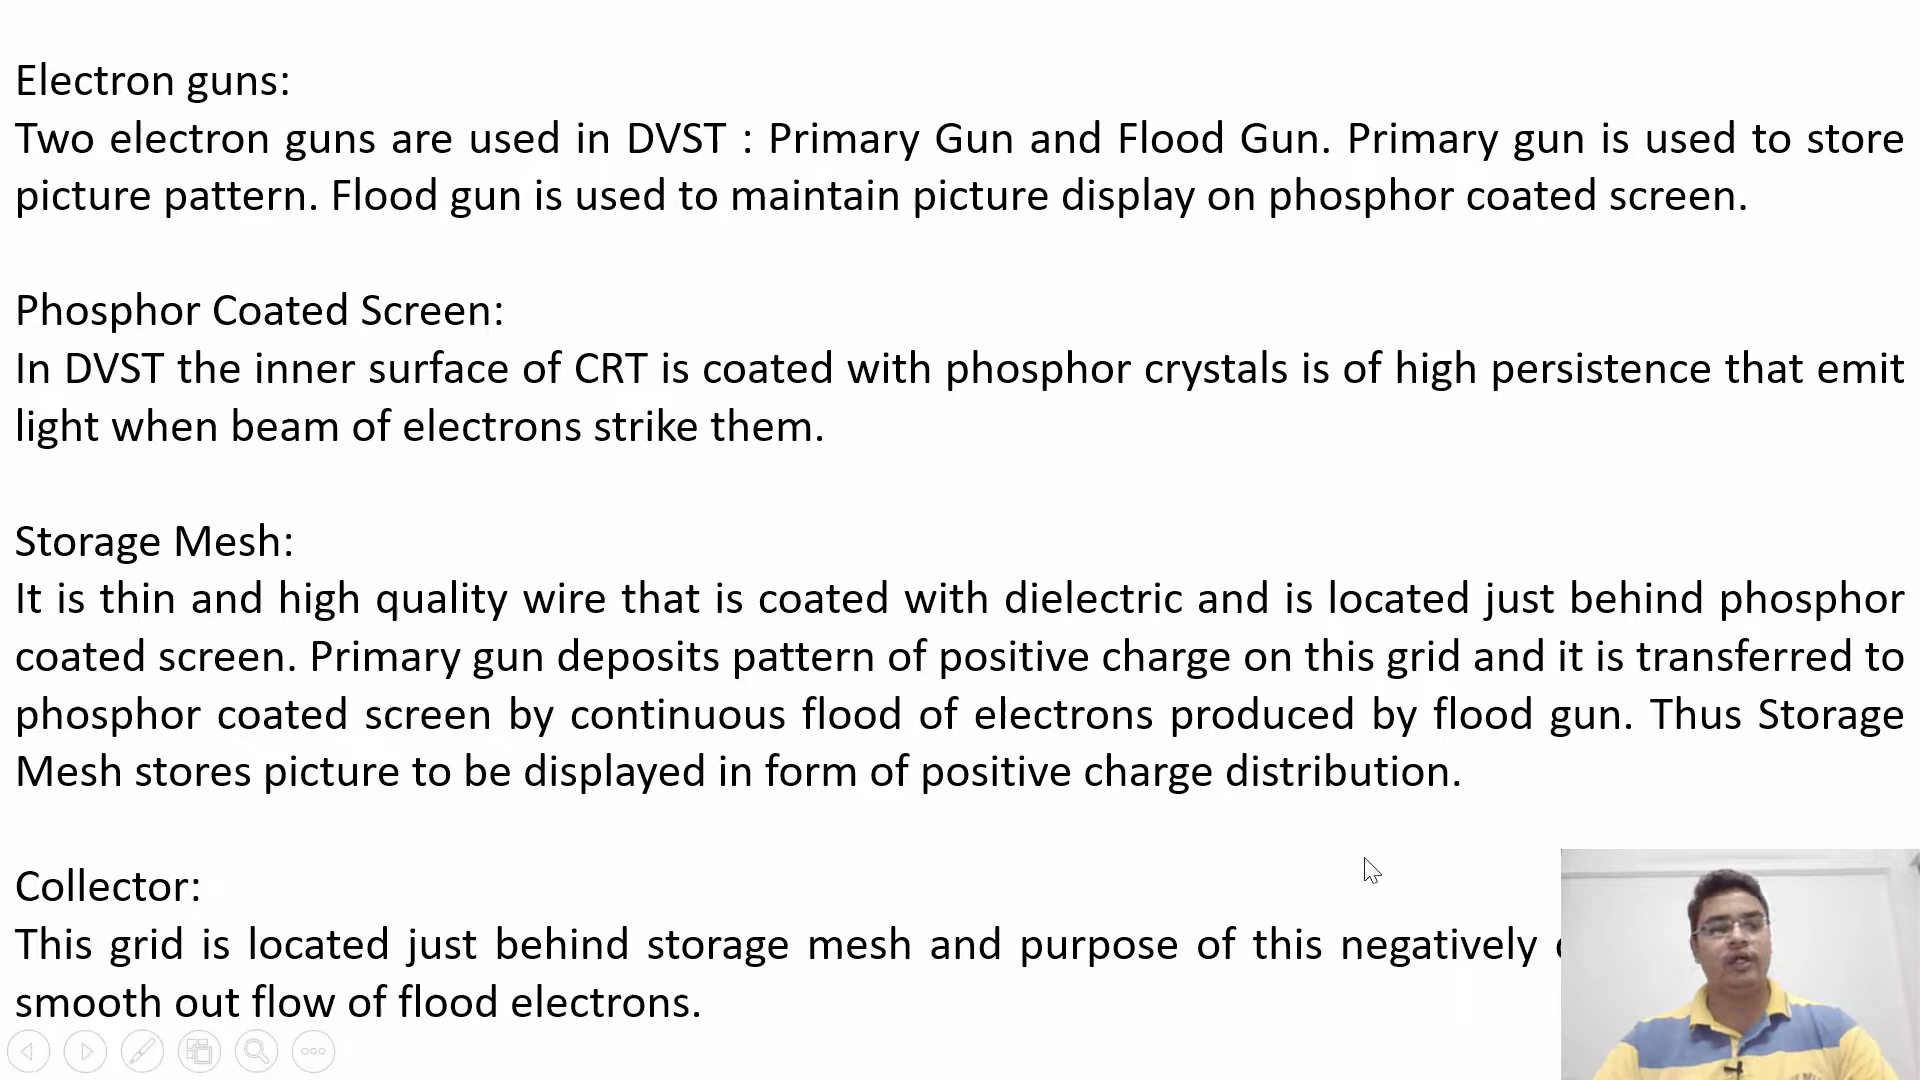 Electron guns:
Two electron guns are used in DVST : Primary Gun and Flood Gun. Primary gun is used to store
picture pattern. Flood gun is used to maintain picture display on phosphor coated screen.
Phosphor Coated Screen:
In DVST the inner surface of CRT is coated with phosphor crystals is of high persistence that emit
light when beam of electrons strike them.
Storage Mesh:
It is thin and high quality wire that is coated with dielectric and is located just behind phosphor
coated screen. Primary gun deposits pattern of positive charge on this grid and it is transferred to
phosphor coated screen by continuous flood of electrons produced by flood gun. Thus Storage
Mesh stores picture to be displayed in form of positive charge distribution.
Collector:
This grid is located just behind storage mesh and purpose of this negatively
smooth out flow of flood electrons.